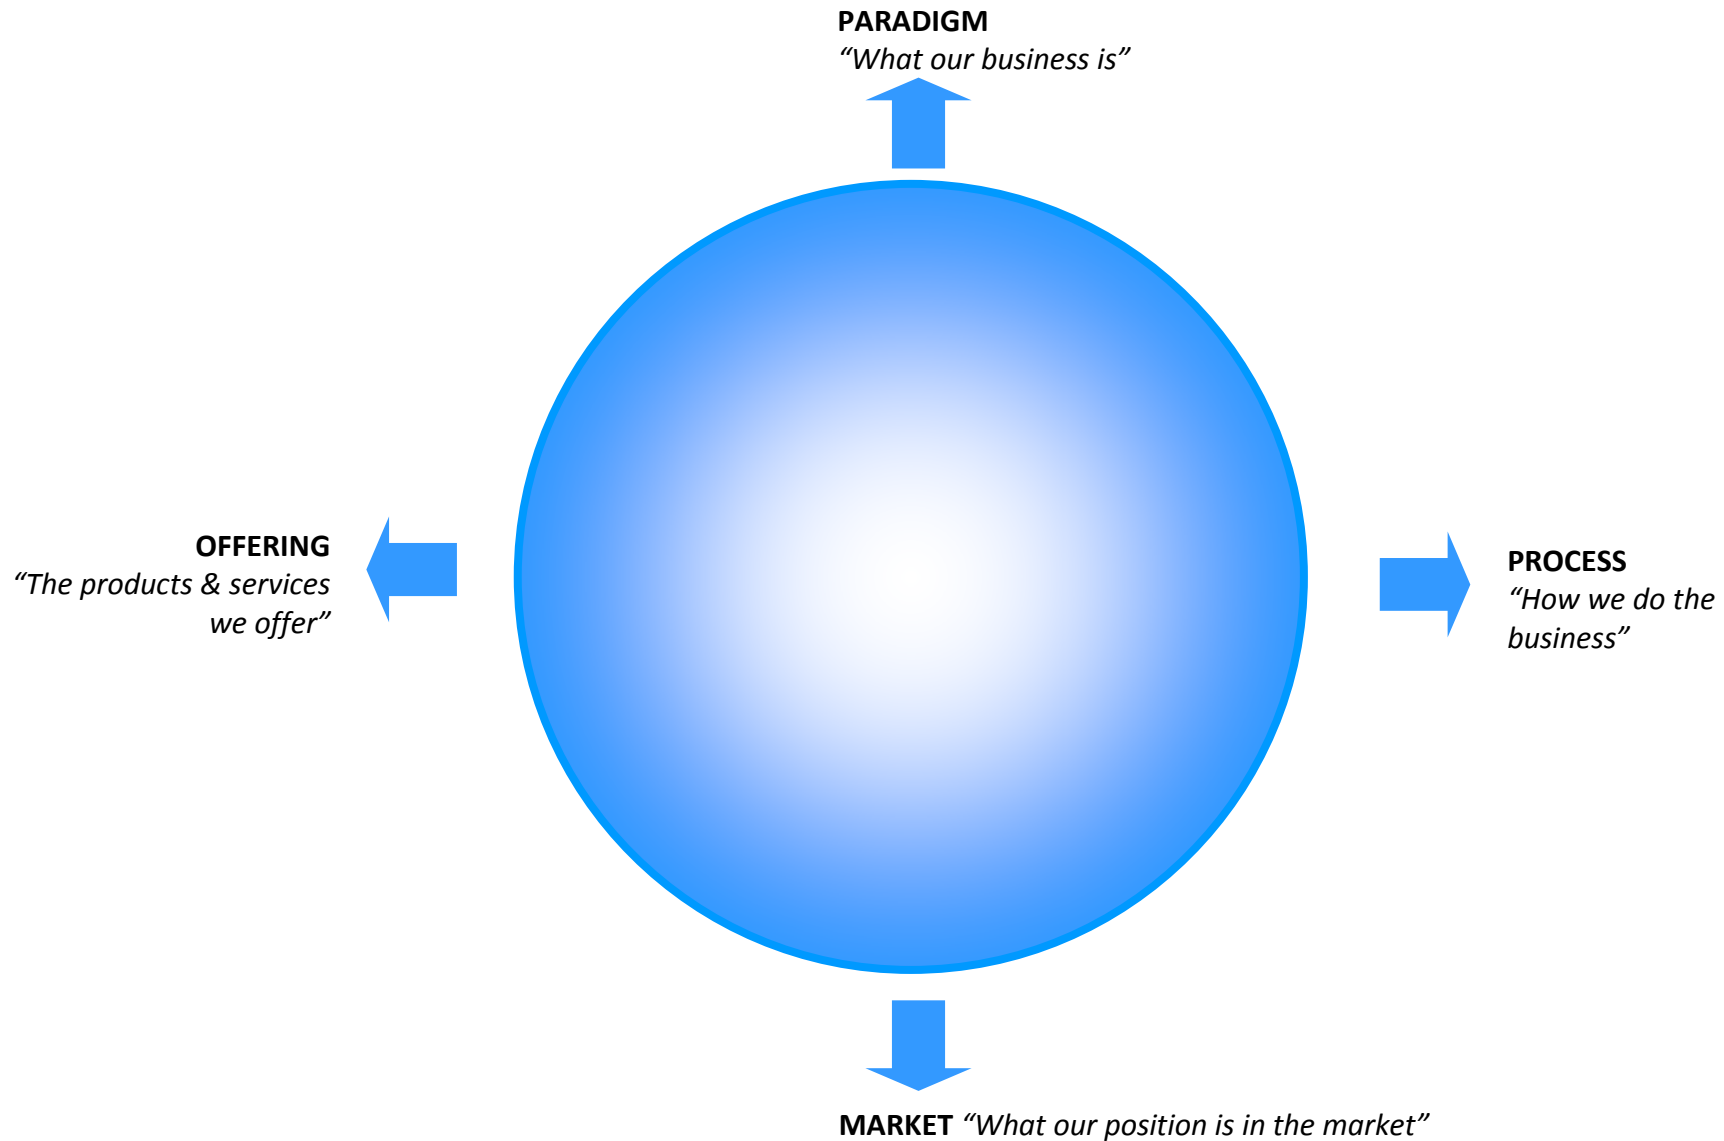 PARADIGM
“What our business is”
OFFERING
“The products & services
we offer”
PROCESS
“How we do the
business”
MARKET “What our position is in the market”